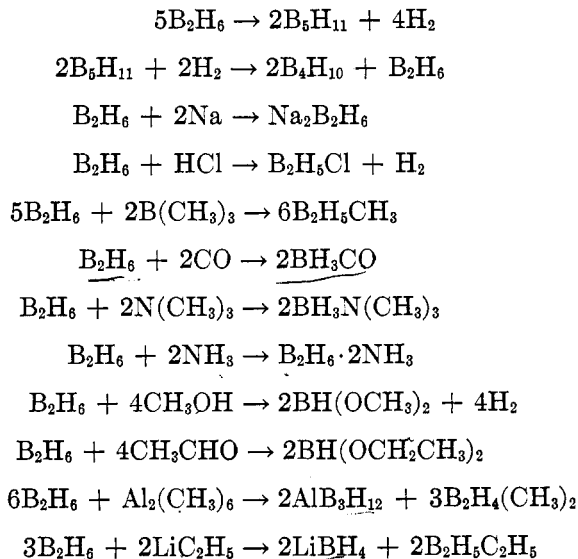 5B₂H₆ → 2B₅H₁₁ + 4H₂
2B₅H₁₁ + 2H₂ → 2B₄H₁₀ + B₂H₆
B₂H₆ + 2Na → Na₂B₂H₆
B₂H₆ + HCl → B₂H₅Cl + H₂
5B₂H₆ + 2B(CH₃)₃ → 6B₂H₅CH₃
B₂H₆ + 2CO → 2BH₃CO
B₂H₆ + 2N(CH₃)₃ → 2BH₃N(CH₃)₃
B₂H₆ + 2NH₃ → B₂H₆·2NH₃
B₂H₆ + 4CH₃OH → 2BH(OCH₃)₂ + 4H₂
B₂H₆ + 4CH₃CHO → 2BH(OCH₂CH₃)₂
6B₂H₆ + Al₂(CH₃)₆ → 2AlB₃H₁₂ + 3B₂H₄(CH₃)₂
3B₂H₆ + 2LiC₂H₅ → 2LiBH₄ + 2B₂H₅C₂H₅